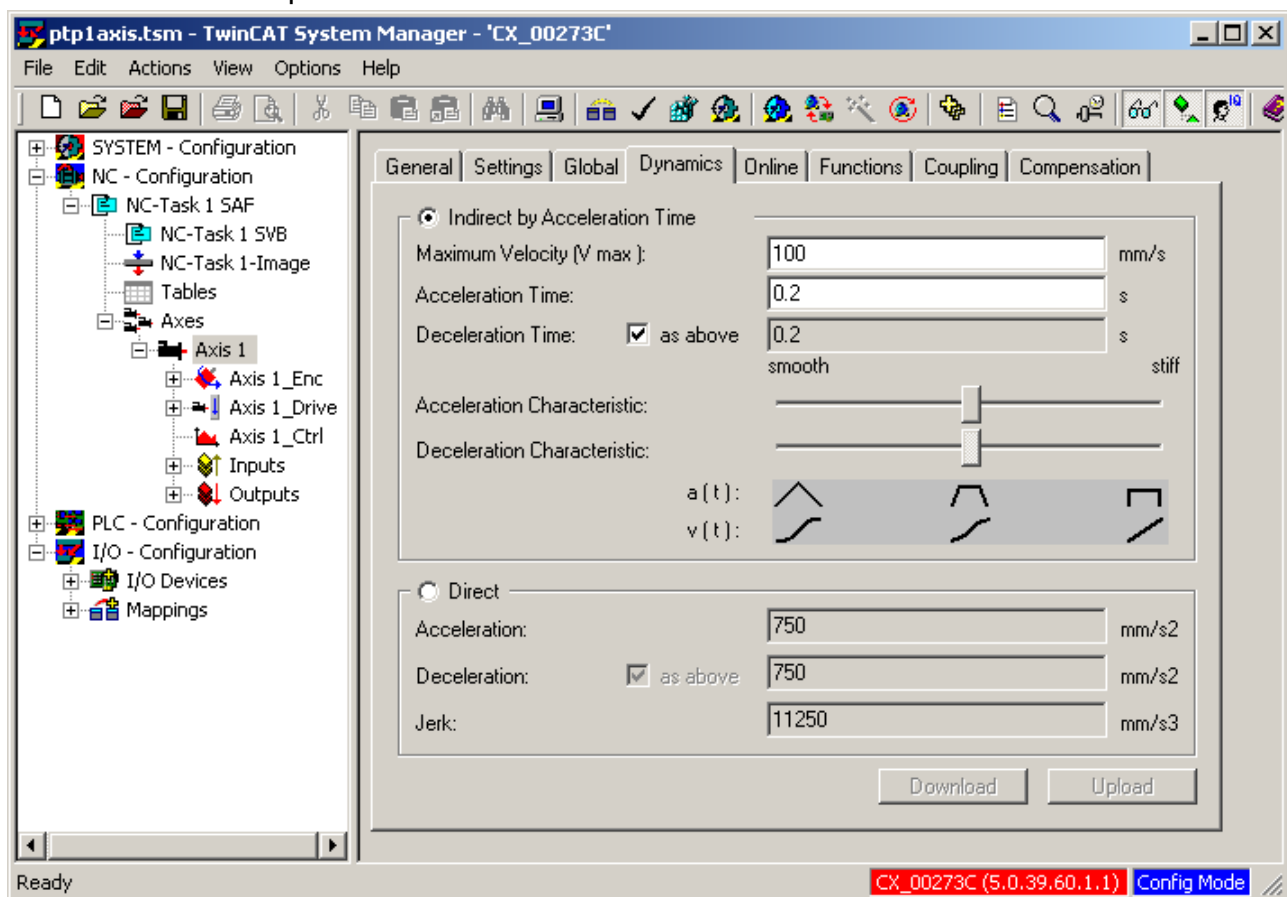 ptp1axis.tsm - TwinCAT System Manager - 'CX_00273C'
File Edit Actions View Options Help
SYSTEM - Configuration
NC - Configuration
NC-Task 1 SAF
NC-Task 1 SVB
NC-Task 1-Image
Tables
Axes
Axis 1
Axis 1_Enc
Axis 1_Drive
Axis 1_Ctrl
Inputs
Outputs
PLC - Configuration
I/O - Configuration
I/O Devices
Mappings
General Settings Global Dynamics Online Functions Coupling Compensation
Indirect by Acceleration Time
Maximum Velocity (V max ): 100 mm/s
Acceleration Time: 0.2 s
Deceleration Time: as above 0.2 s
smooth stiff
Acceleration Characteristic:
Deceleration Characteristic:
a(t):
v(t):
Direct
Acceleration: 750 mm/s2
Deceleration: as above 750 mm/s2
Jerk: 11250 mm/s3
Download Upload
Ready CX_00273C (5.0.39.60.1.1) Config Mode